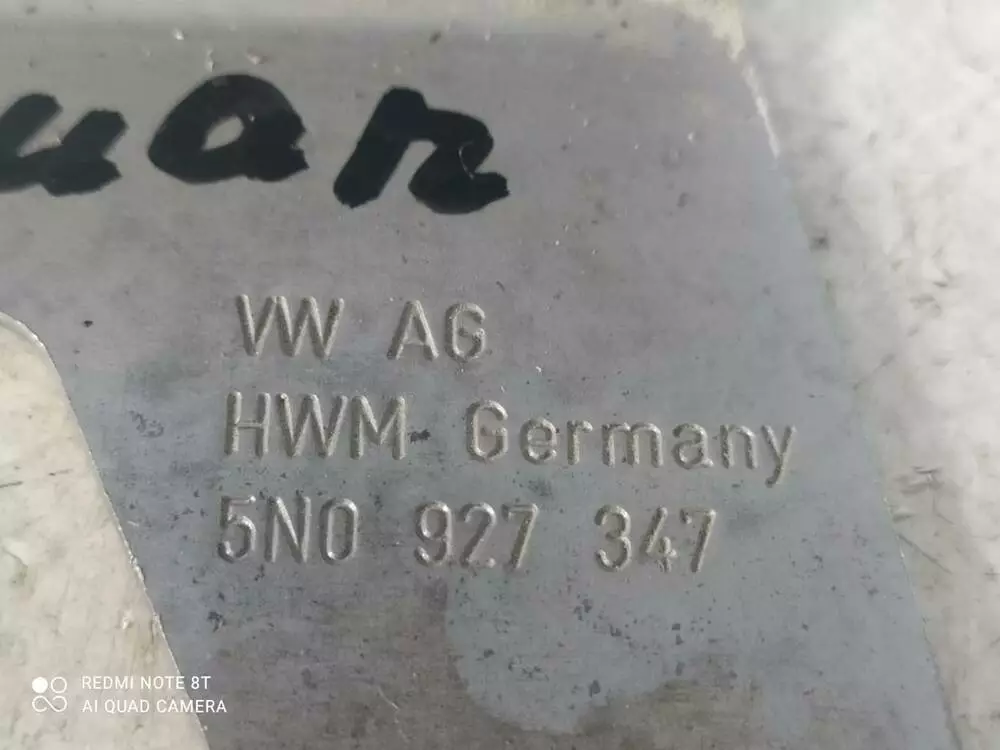 uan
VW AG
HWM Germany
5N0 927 347
REDMI NOTE 8T
AI QUAD CAMERA